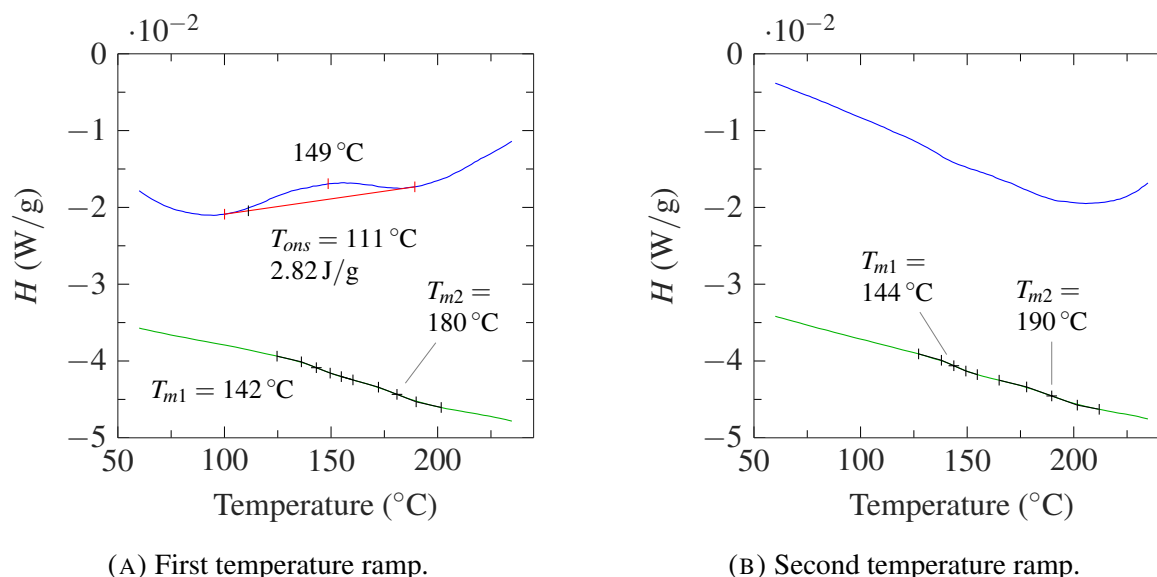 ·10⁻²
0
−1
−2
−3
−4
−5
H (W/g)
149 °C
T_ons = 111 °C
2.82 J/g
T_m2 =
180 °C
T_m1 = 142 °C
50 100 150 200
Temperature (°C)
(A) First temperature ramp.
·10⁻²
0
−1
−2
−3
−4
−5
H (W/g)
T_m1 =
144 °C
T_m2 =
190 °C
50 100 150 200
Temperature (°C)
(B) Second temperature ramp.